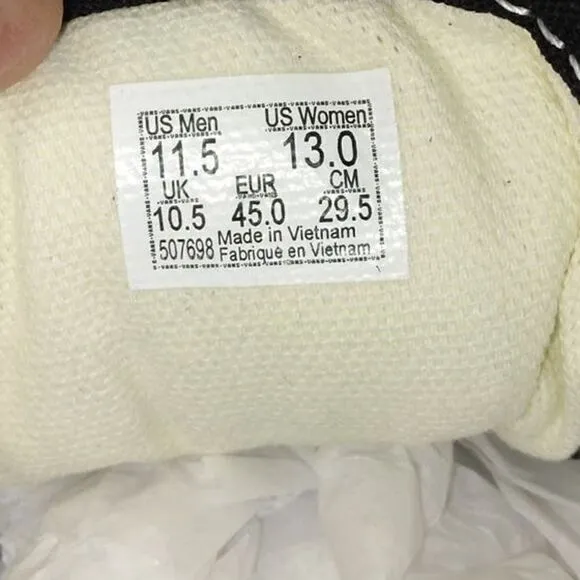 US Men US Women
11.5 13.0
UK EUR CM
10.5 45.0 29.5
507698 Made in Vietnam
Fabriqué en Vietnam